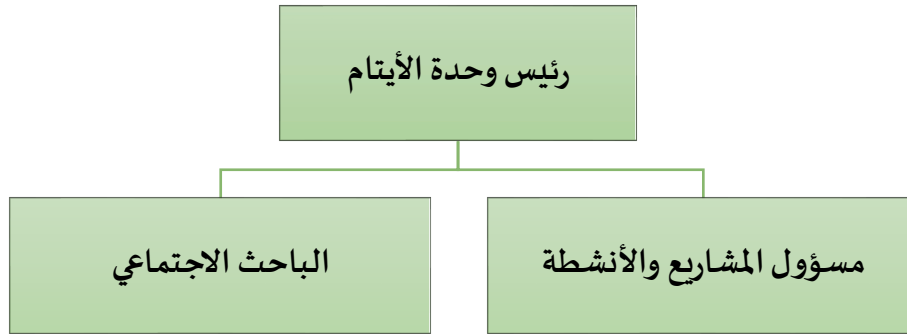 رئيس وحدة الأيتام
مسؤول المشاريع والأنشطة
الباحث الاجتماعي